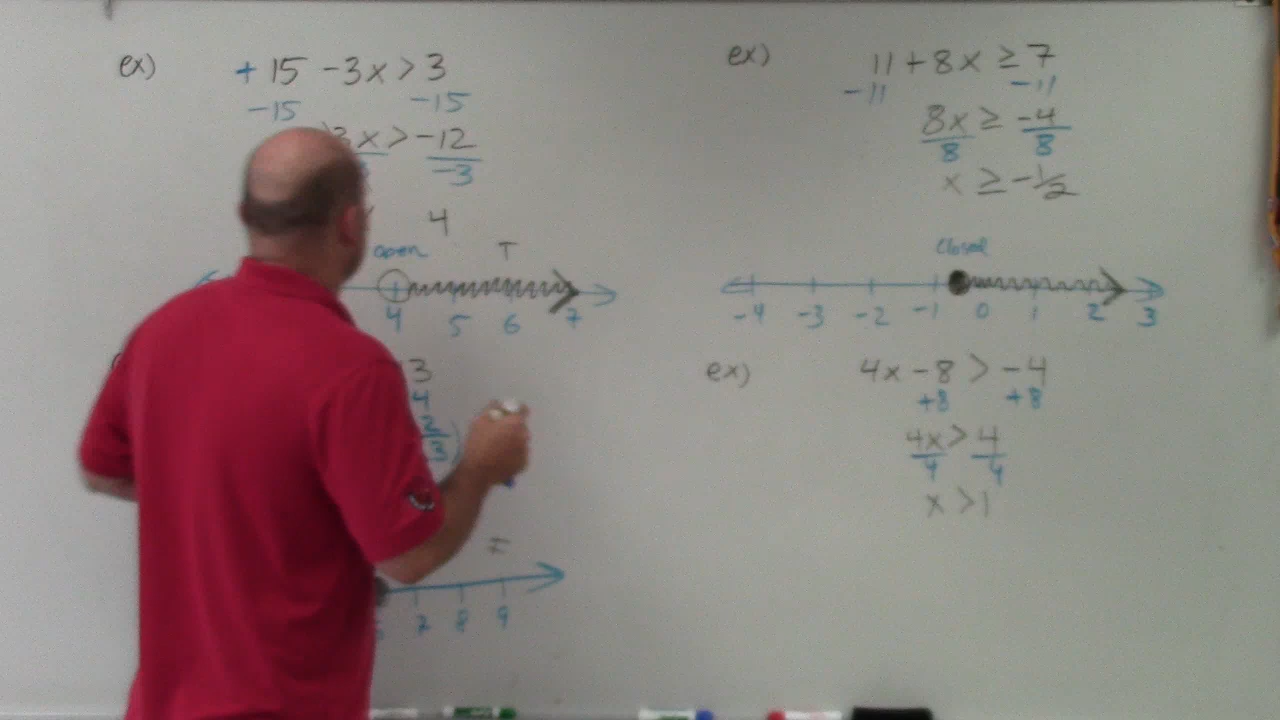 ex) + 15 - 3x > 3
-15 -15
3x > -12
-3
4
open T
4 5 6 7
3
4
7 8 9
ex) 11 + 8x ≥ 7
-11 -11
8x ≥ -4
8 8
x ≥ -1/2
Closed
-4 -3 -2 -1 0 1 2 3
ex) 4x - 8 > -4
+8 +8
4x > 4
4 4
x > 1